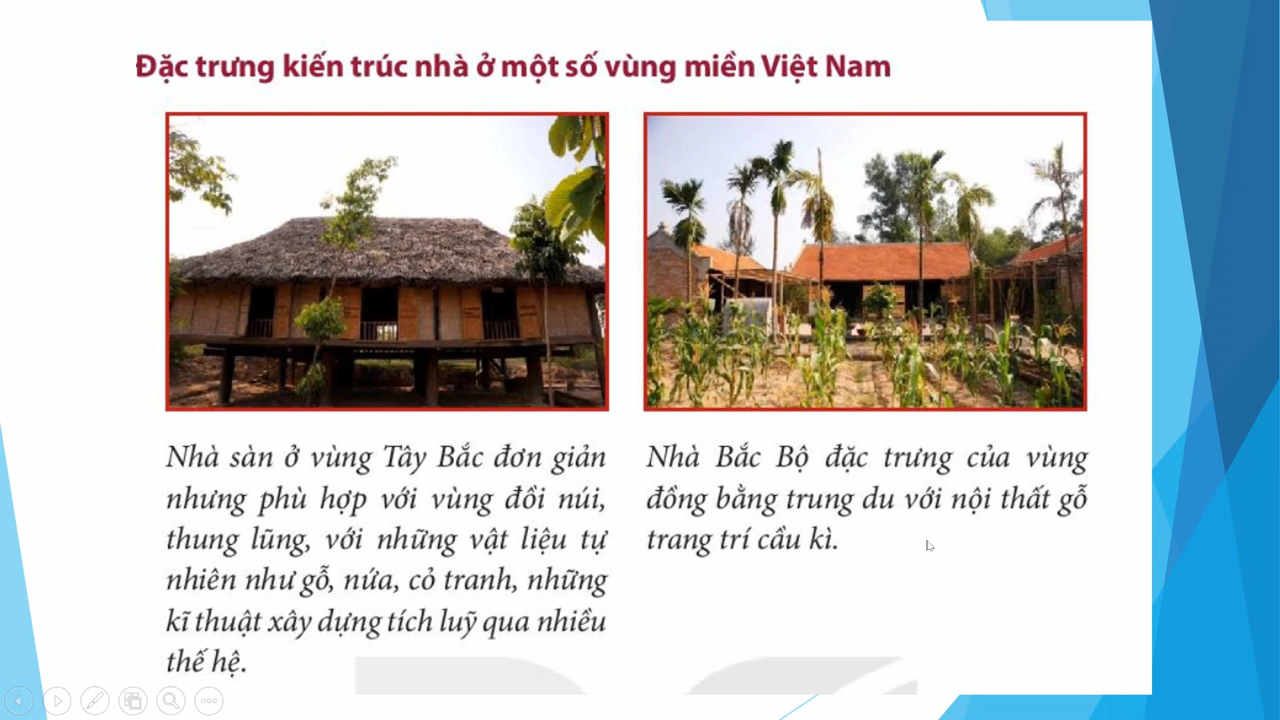 Đặc trưng kiến trúc nhà ở một số vùng miền Việt Nam
Nhà sàn ở vùng Tây Bắc đơn giản
nhưng phù hợp với vùng đồi núi,
thung lũng, với những vật liệu tự
nhiên như gỗ, nứa, cỏ tranh, những
kĩ thuật xây dựng tích luỹ qua nhiều
thế hệ.
Nhà Bắc Bộ đặc trưng của vùng
đồng bằng trung du với nội thất gỗ
trang trí cầu kì.